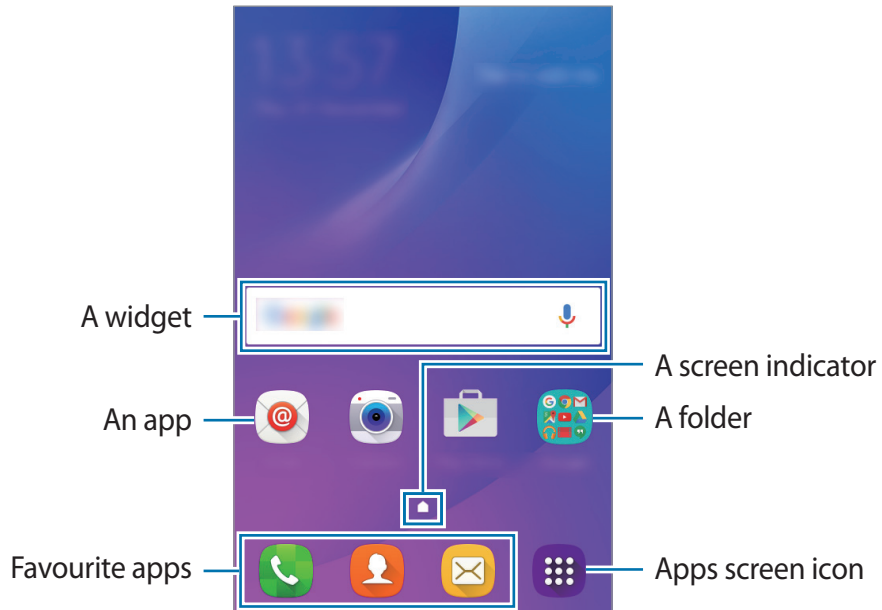 A widget
A screen indicator
An app
A folder
Favourite apps
Apps screen icon